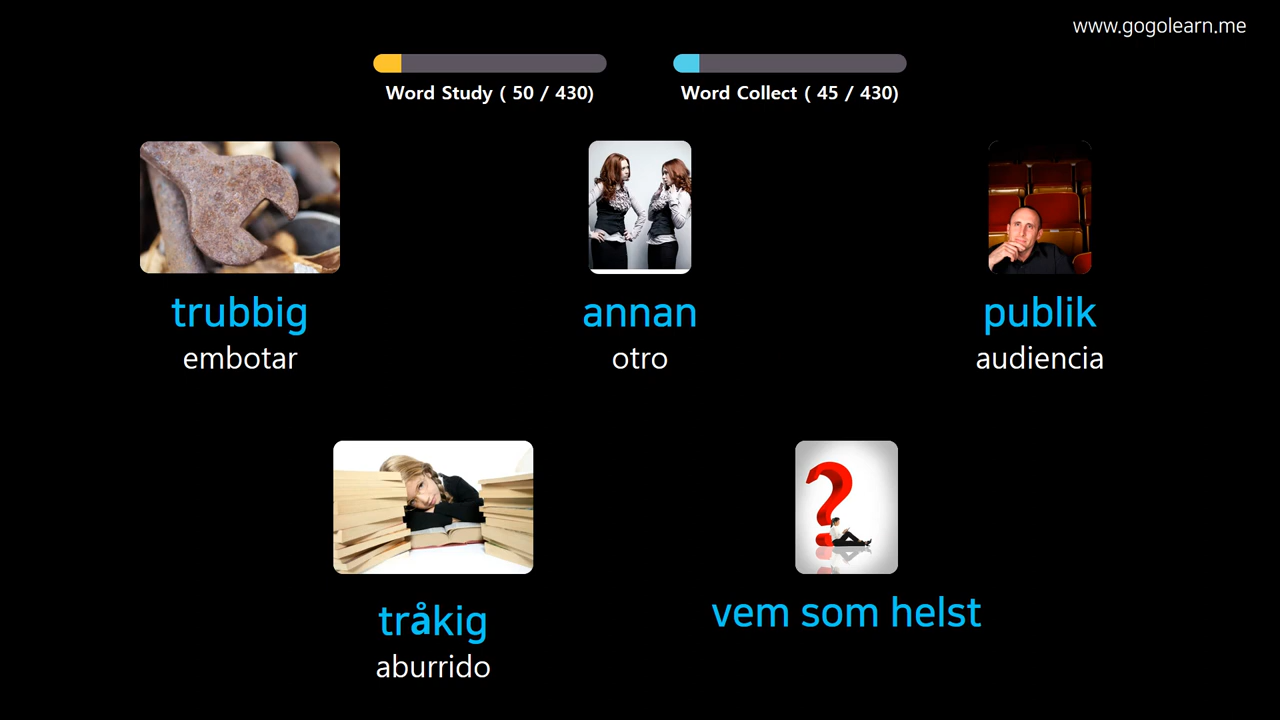 www.gogolearn.me
Word Study ( 50 / 430)
Word Collect ( 45 / 430)
trubbig
embotar
annan
otro
publik
audiencia
tråkig
aburrido
vem som helst